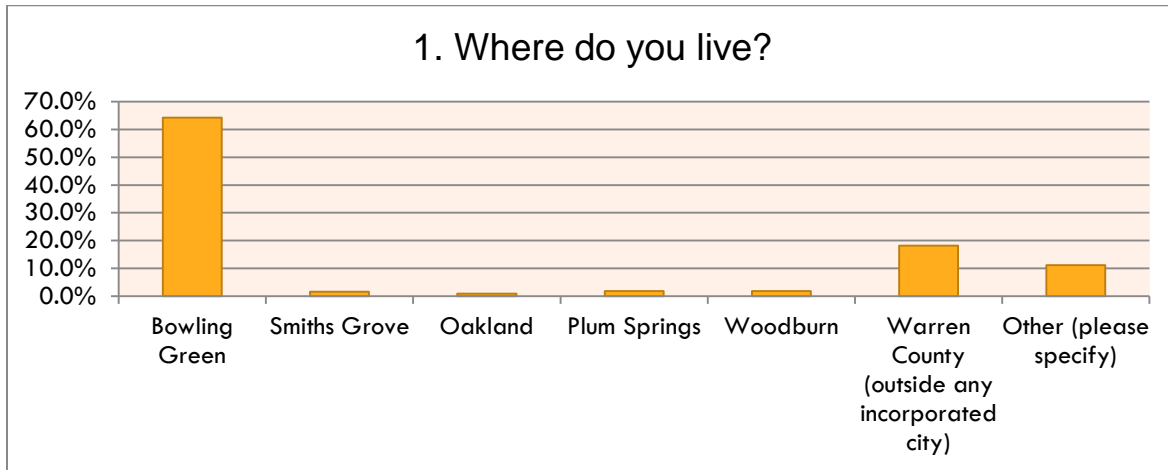 1. Where do you live?
70.0%
60.0%
50.0%
40.0%
30.0%
20.0%
10.0%
0.0%
Bowling
Green
Smiths Grove
Oakland
Plum Springs
Woodburn
Warren
County
(outside any
incorporated
city)
Other (please
specify)